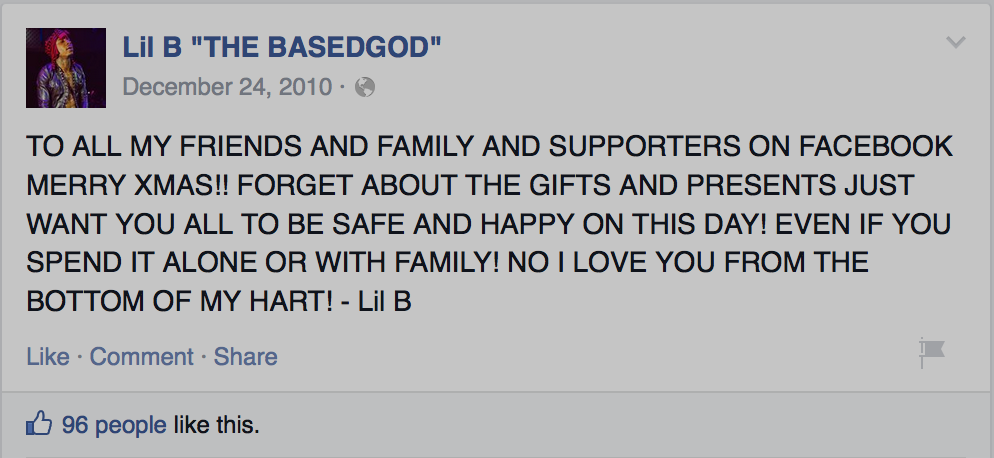 Lil B "THE BASEDGOD"
December 24, 2010 ·
TO ALL MY FRIENDS AND FAMILY AND SUPPORTERS ON FACEBOOK
MERRY XMAS!! FORGET ABOUT THE GIFTS AND PRESENTS JUST
WANT YOU ALL TO BE SAFE AND HAPPY ON THIS DAY! EVEN IF YOU
SPEND IT ALONE OR WITH FAMILY! NO I LOVE YOU FROM THE
BOTTOM OF MY HART! - Lil B
Like · Comment · Share
96 people like this.